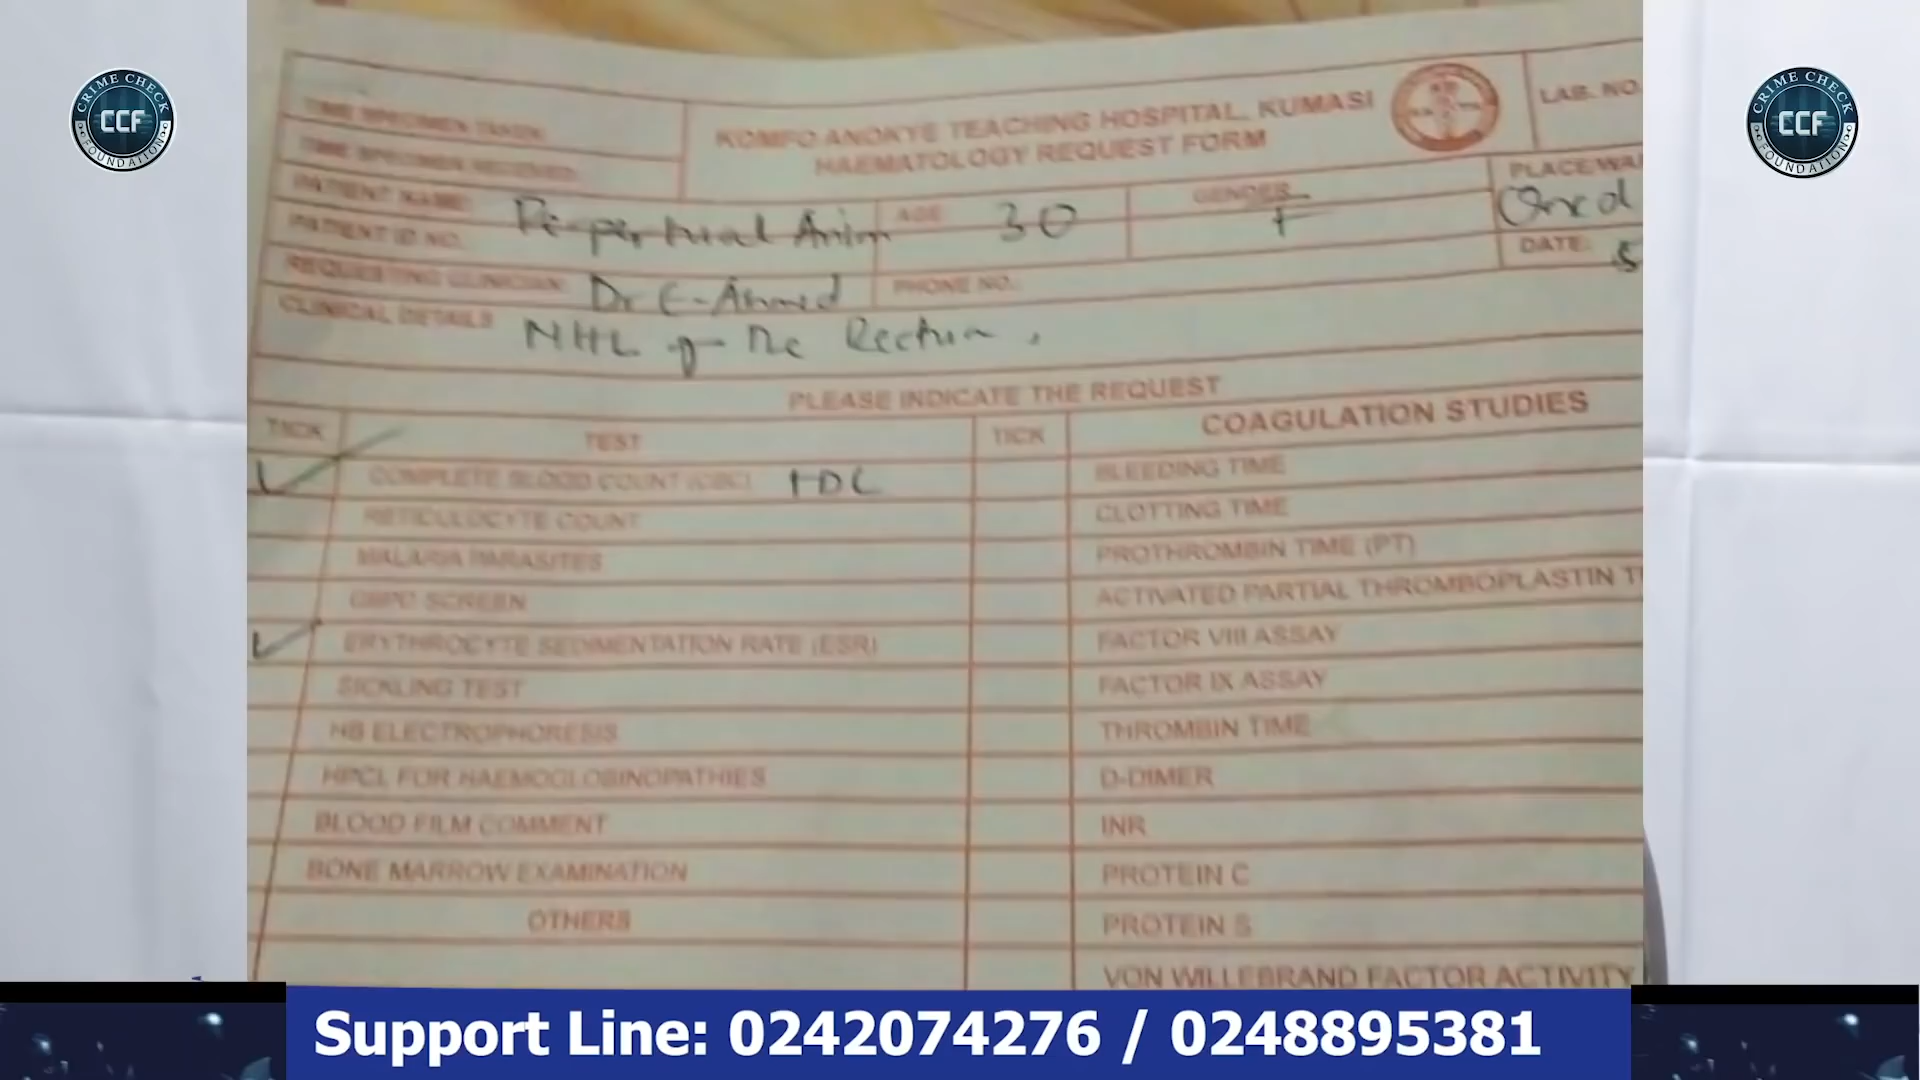 CRIME CHECK FOUNDATION
CCF
CRIME CHECK FOUNDATION
CCF
TIME SPECIMEN TAKEN:
TIME SPECIMEN RECEIVED:
KOMFO ANOKYE TEACHING HOSPITAL, KUMASI
HAEMATOLOGY REQUEST FORM
LAB. NO.
PATIENT NAME:
PATIENT ID NO.
AGE 30
GENDER F
PLACE/WA
DATE: 5
REQUESTING CLINICIAN: Dr E. Ahmed
PHONE NO.
CLINICAL DETAILS NHL of the Rectum.
PLEASE INDICATE THE REQUEST
TICK TEST TICK COAGULATION STUDIES
COMPLETE BLOOD COUNT (CBC) BLEEDING TIME
RETICULOCYTE COUNT CLOTTING TIME
MALARIA PARASITES PROTHROMBIN TIME (PT)
SCREEN ACTIVATED PARTIAL THROMBOPLASTIN TI
ERYTHROCYTE SEDIMENTATION RATE (ESR) FACTOR VIII ASSAY
SICKLING TEST FACTOR IX ASSAY
HB ELECTROPHORESIS THROMBIN TIME
HPCL FOR HAEMOGLOBINOPATHIES D-DIMER
BLOOD FILM COMMENT INR
BONE MARROW EXAMINATION PROTEIN C
OTHERS PROTEIN S
VON WILLEBRAND FACTOR ACTIVITY
Support Line: 0242074276 / 0248895381